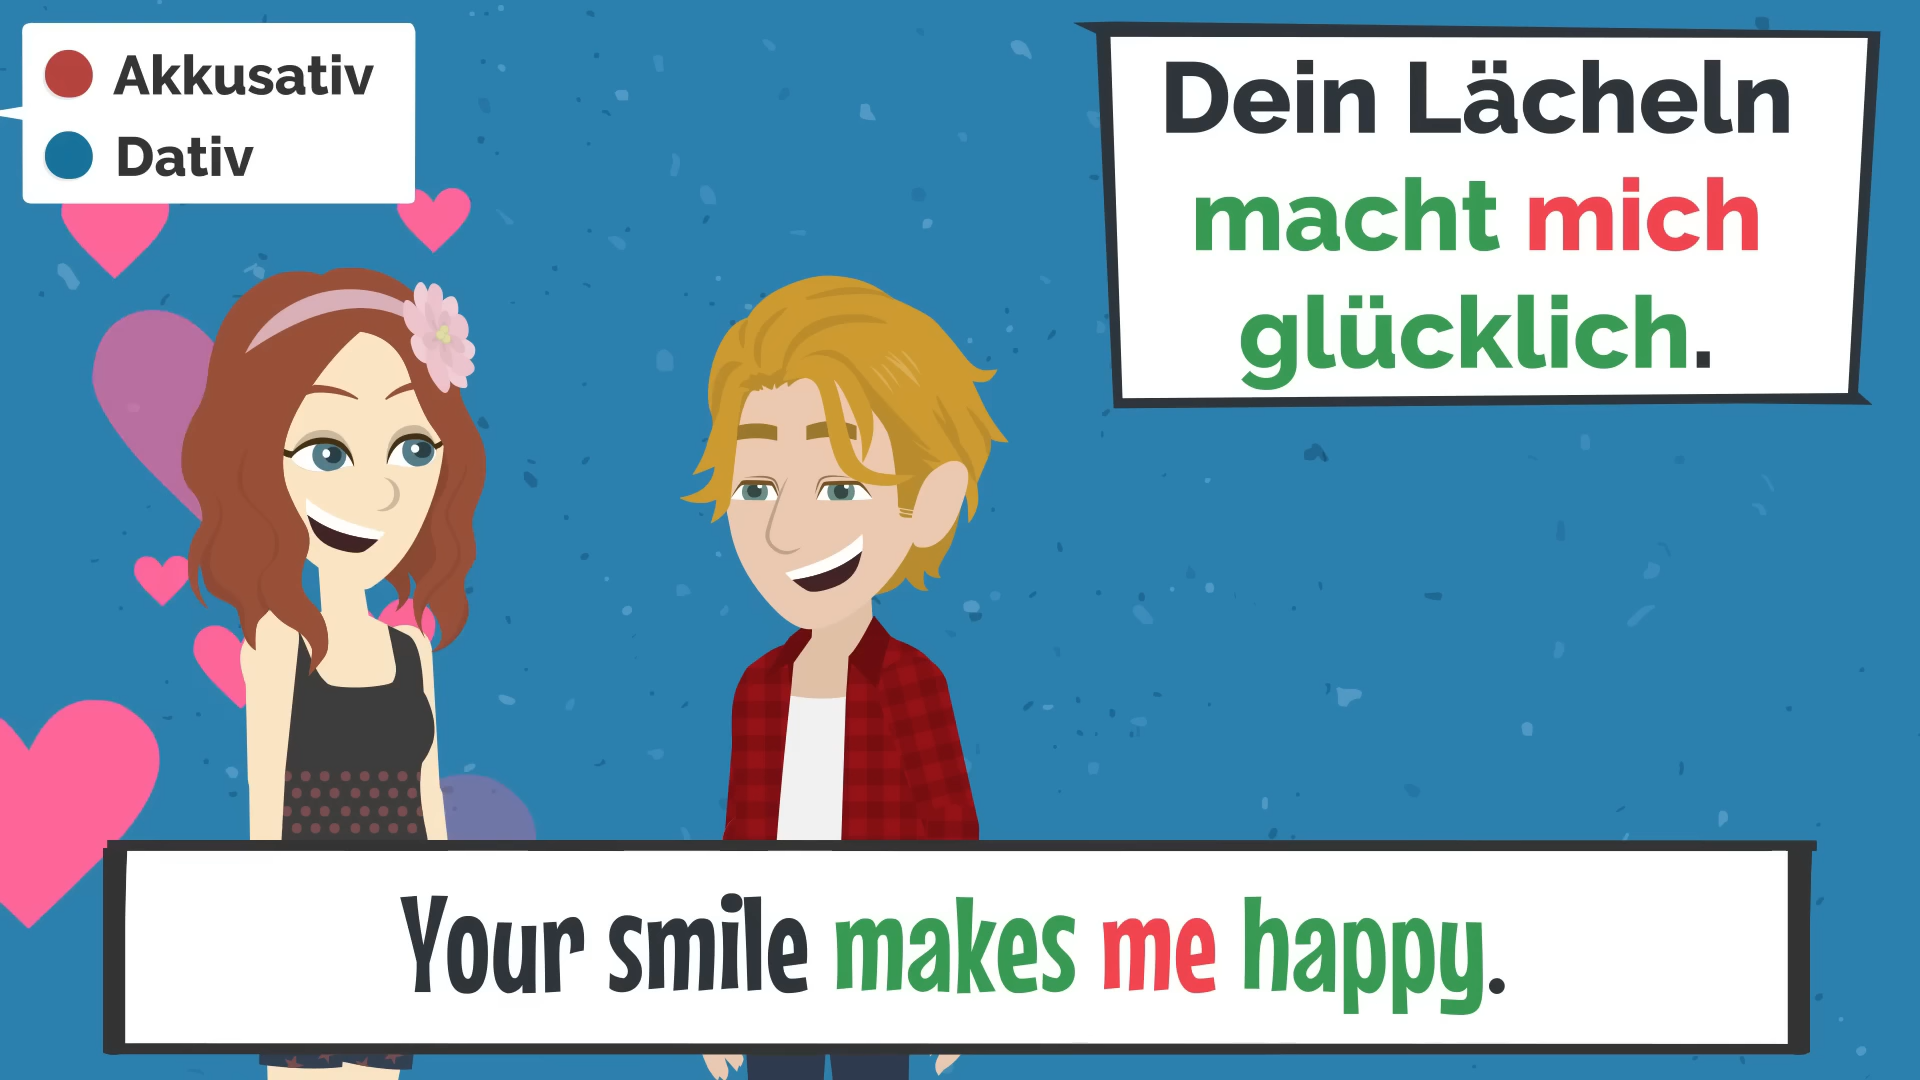 Akkusativ
Dativ
Dein Lächeln
macht mich
glücklich.
Your smile makes me happy.